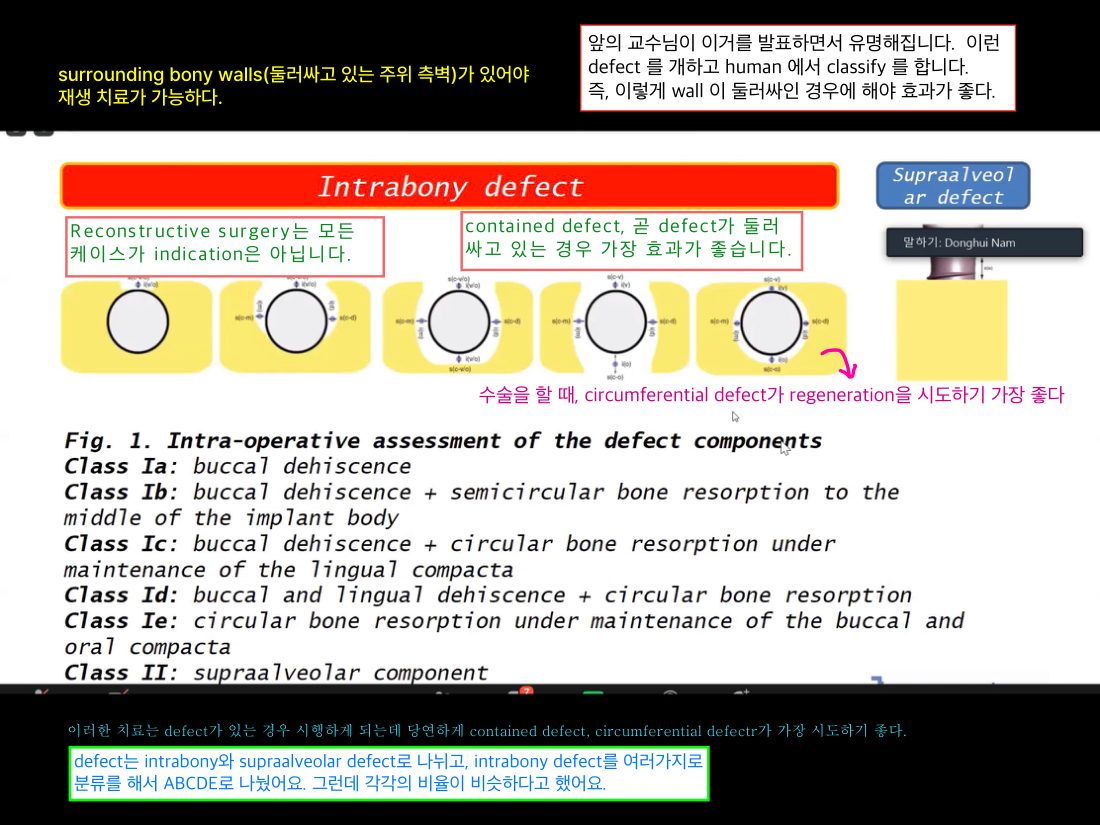 surrounding bony walls(둘러싸고 있는 주위 측벽)가 있어야
재생 치료가 가능하다.
앞의 교수님이 이거를 발표하면서 유명해집니다. 이런
defect 를 개하고 human 에서 classify 를 합니다.
즉, 이렇게 wall 이 둘러싸인 경우에 해야 효과가 좋다.
Intrabony defect
Supraalveol
ar defect
Reconstructive surgery는 모든
케이스가 indication은 아닙니다.
contained defect, 곧 defect가 둘러
싸고 있는 경우 가장 효과가 좋습니다.
말하기: Donghui Nam
s(c-m)
s(c-d)
s(c-m)
s(c-d)
i(v/o)
s(c-v/o)
s(c-v)
i(v)
s(c-m)
s(c-d)
i(o)
s(c-o)
s(c-m)
s(c-d)
수술을 할 때, circumferential defect가 regeneration을 시도하기 가장 좋다
Fig. 1. Intra-operative assessment of the defect components
Class Ia: buccal dehiscence
Class Ib: buccal dehiscence + semicircular bone resorption to the
middle of the implant body
Class Ic: buccal dehiscence + circular bone resorption under
maintenance of the lingual compacta
Class Id: buccal and lingual dehiscence + circular bone resorption
Class Ie: circular bone resorption under maintenance of the buccal and
oral compacta
Class II: supraalveolar component
7
이러한 치료는 defect가 있는 경우 시행하게 되는데 당연하게 contained defect, circumferential defectr가 가장 시도하기 좋다.
defect는 intrabony와 supraalveolar defect로 나뉘고, intrabony defect를 여러가지로
분류를 해서 ABCDE로 나눴어요. 그런데 각각의 비율이 비슷하다고 했어요.